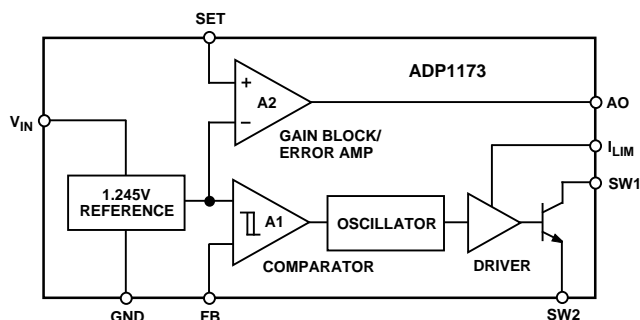 SET
ADP1173
+
A2
−
AO
V_IN
GAIN BLOCK/
ERROR AMP
I_LIM
SW1
1.245V
REFERENCE
A1
OSCILLATOR
COMPARATOR
DRIVER
GND
FB
SW2